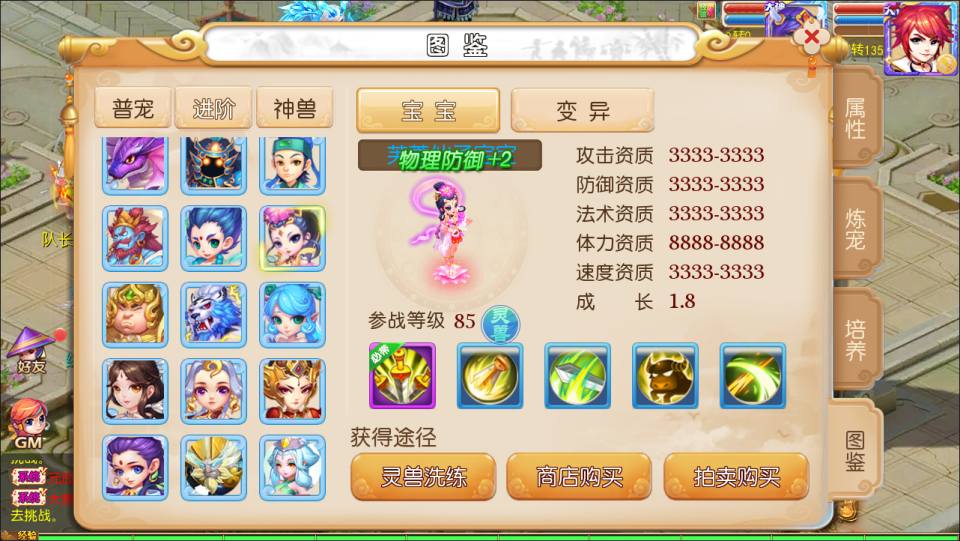 图 鉴
普宠
进阶
神兽
宝 宝
变 异
物理防御+2
攻击资质 3333-3333
防御资质 3333-3333
法术资质 3333-3333
体力资质 8888-8888
速度资质 3333-3333
成 长 1.8
参战等级 85
灵兽
必带
获得途径
灵兽洗练
商店购买
拍卖购买
属性
炼宠
培养
图鉴
转135
队长
好友
GM
系统
系统
去挑战。
经验